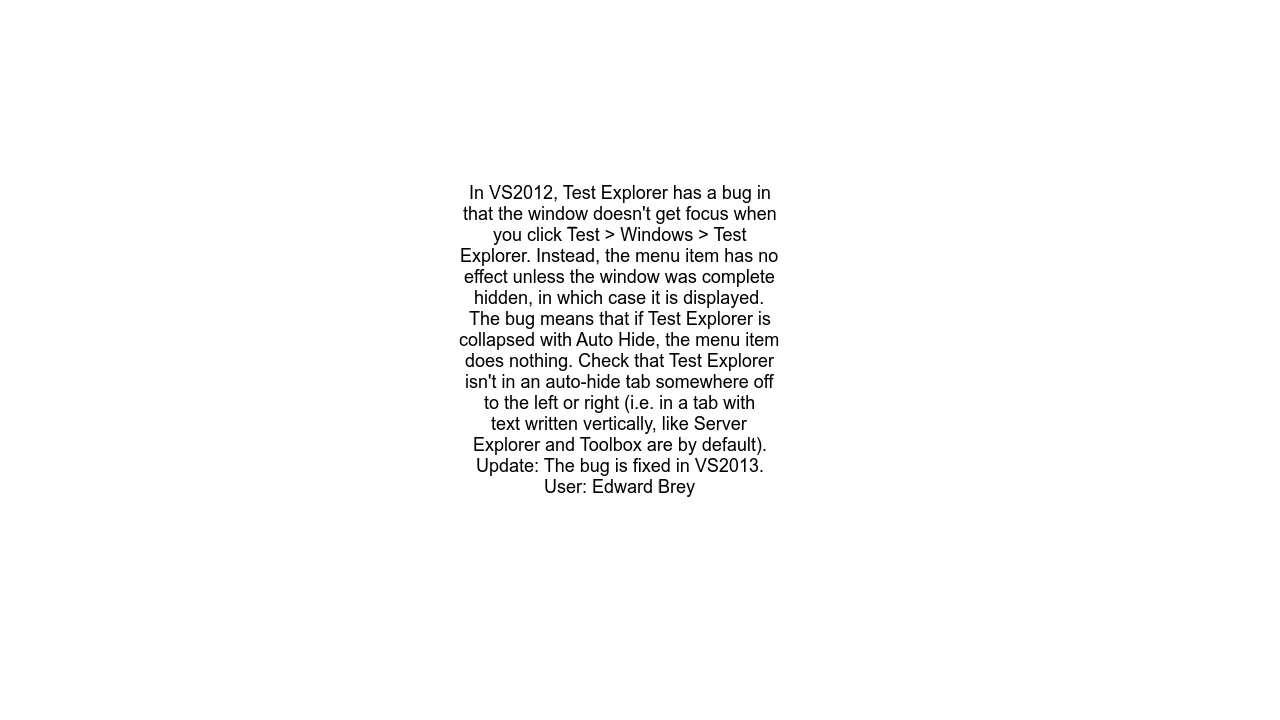 In VS2012, Test Explorer has a bug in
that the window doesn't get focus when
you click Test > Windows > Test
Explorer. Instead, the menu item has no
effect unless the window was complete
hidden, in which case it is displayed.
The bug means that if Test Explorer is
collapsed with Auto Hide, the menu item
does nothing. Check that Test Explorer
isn't in an auto-hide tab somewhere off
to the left or right (i.e. in a tab with
text written vertically, like Server
Explorer and Toolbox are by default).
Update: The bug is fixed in VS2013.
User: Edward Brey